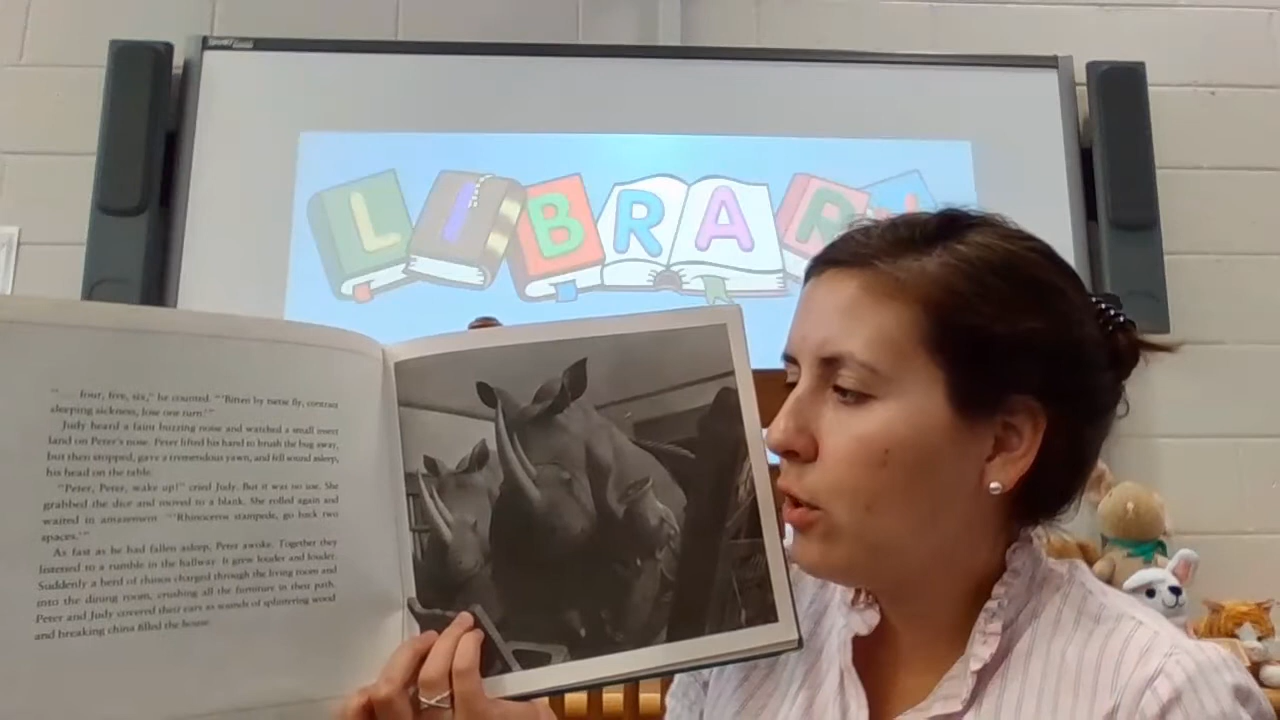 LIBRAR
"... four, five, six," he counted. "'Bitten by tsetse fly, contract
sleeping sickness, lose one turn.'"
Judy heard a faint buzzing noise and watched a small insect
land on Peter's nose. Peter lifted his hand to brush the bug away,
but then stopped, gave a tremendous yawn, and fell sound asleep,
his head on the table.
"Peter, Peter, wake up!" cried Judy. But it was no use. She
grabbed the dice and moved to a blank. She rolled again and
waited in amazement. "'Rhinoceros stampede, go back two
spaces.'"
As fast as he had fallen asleep, Peter awoke. Together they
listened to a rumble in the hallway. It grew louder and louder.
Suddenly a herd of rhinos charged through the living room and
into the dining room, crushing all the furniture in their path.
Peter and Judy covered their ears as sounds of splintering wood
and breaking china filled the house.